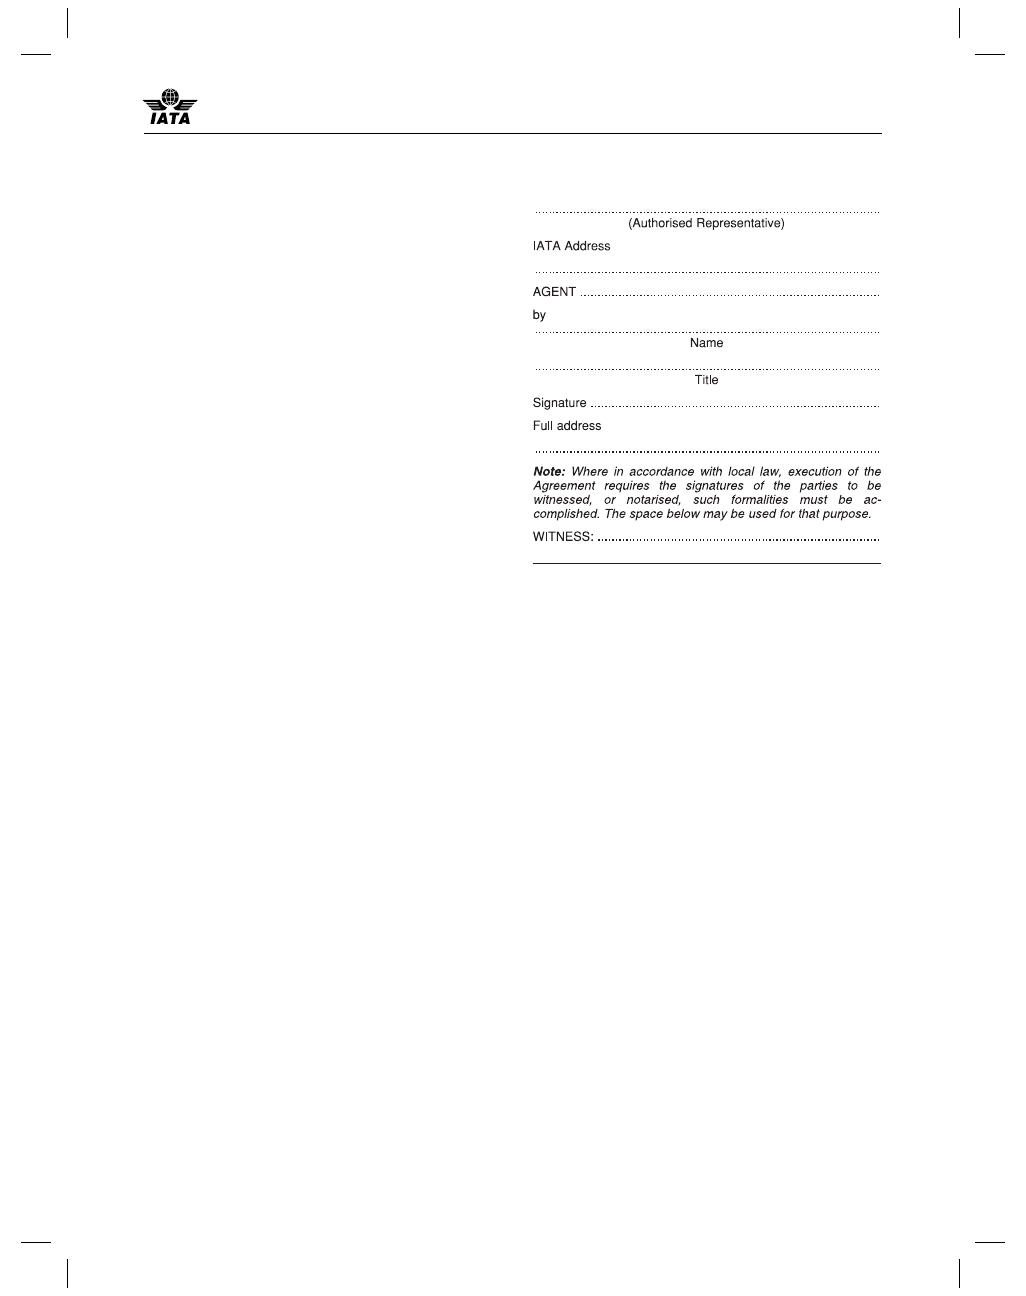 IATA
(Authorised Representative)
IATA Address
AGENT
by
Name
Title
Signature
Full address
Note: Where in accordance with local law, execution of the
Agreement requires the signatures of the parties to be
witnessed, or notarised, such formalities must be ac-
complished. The space below may be used for that purpose.
WITNESS: